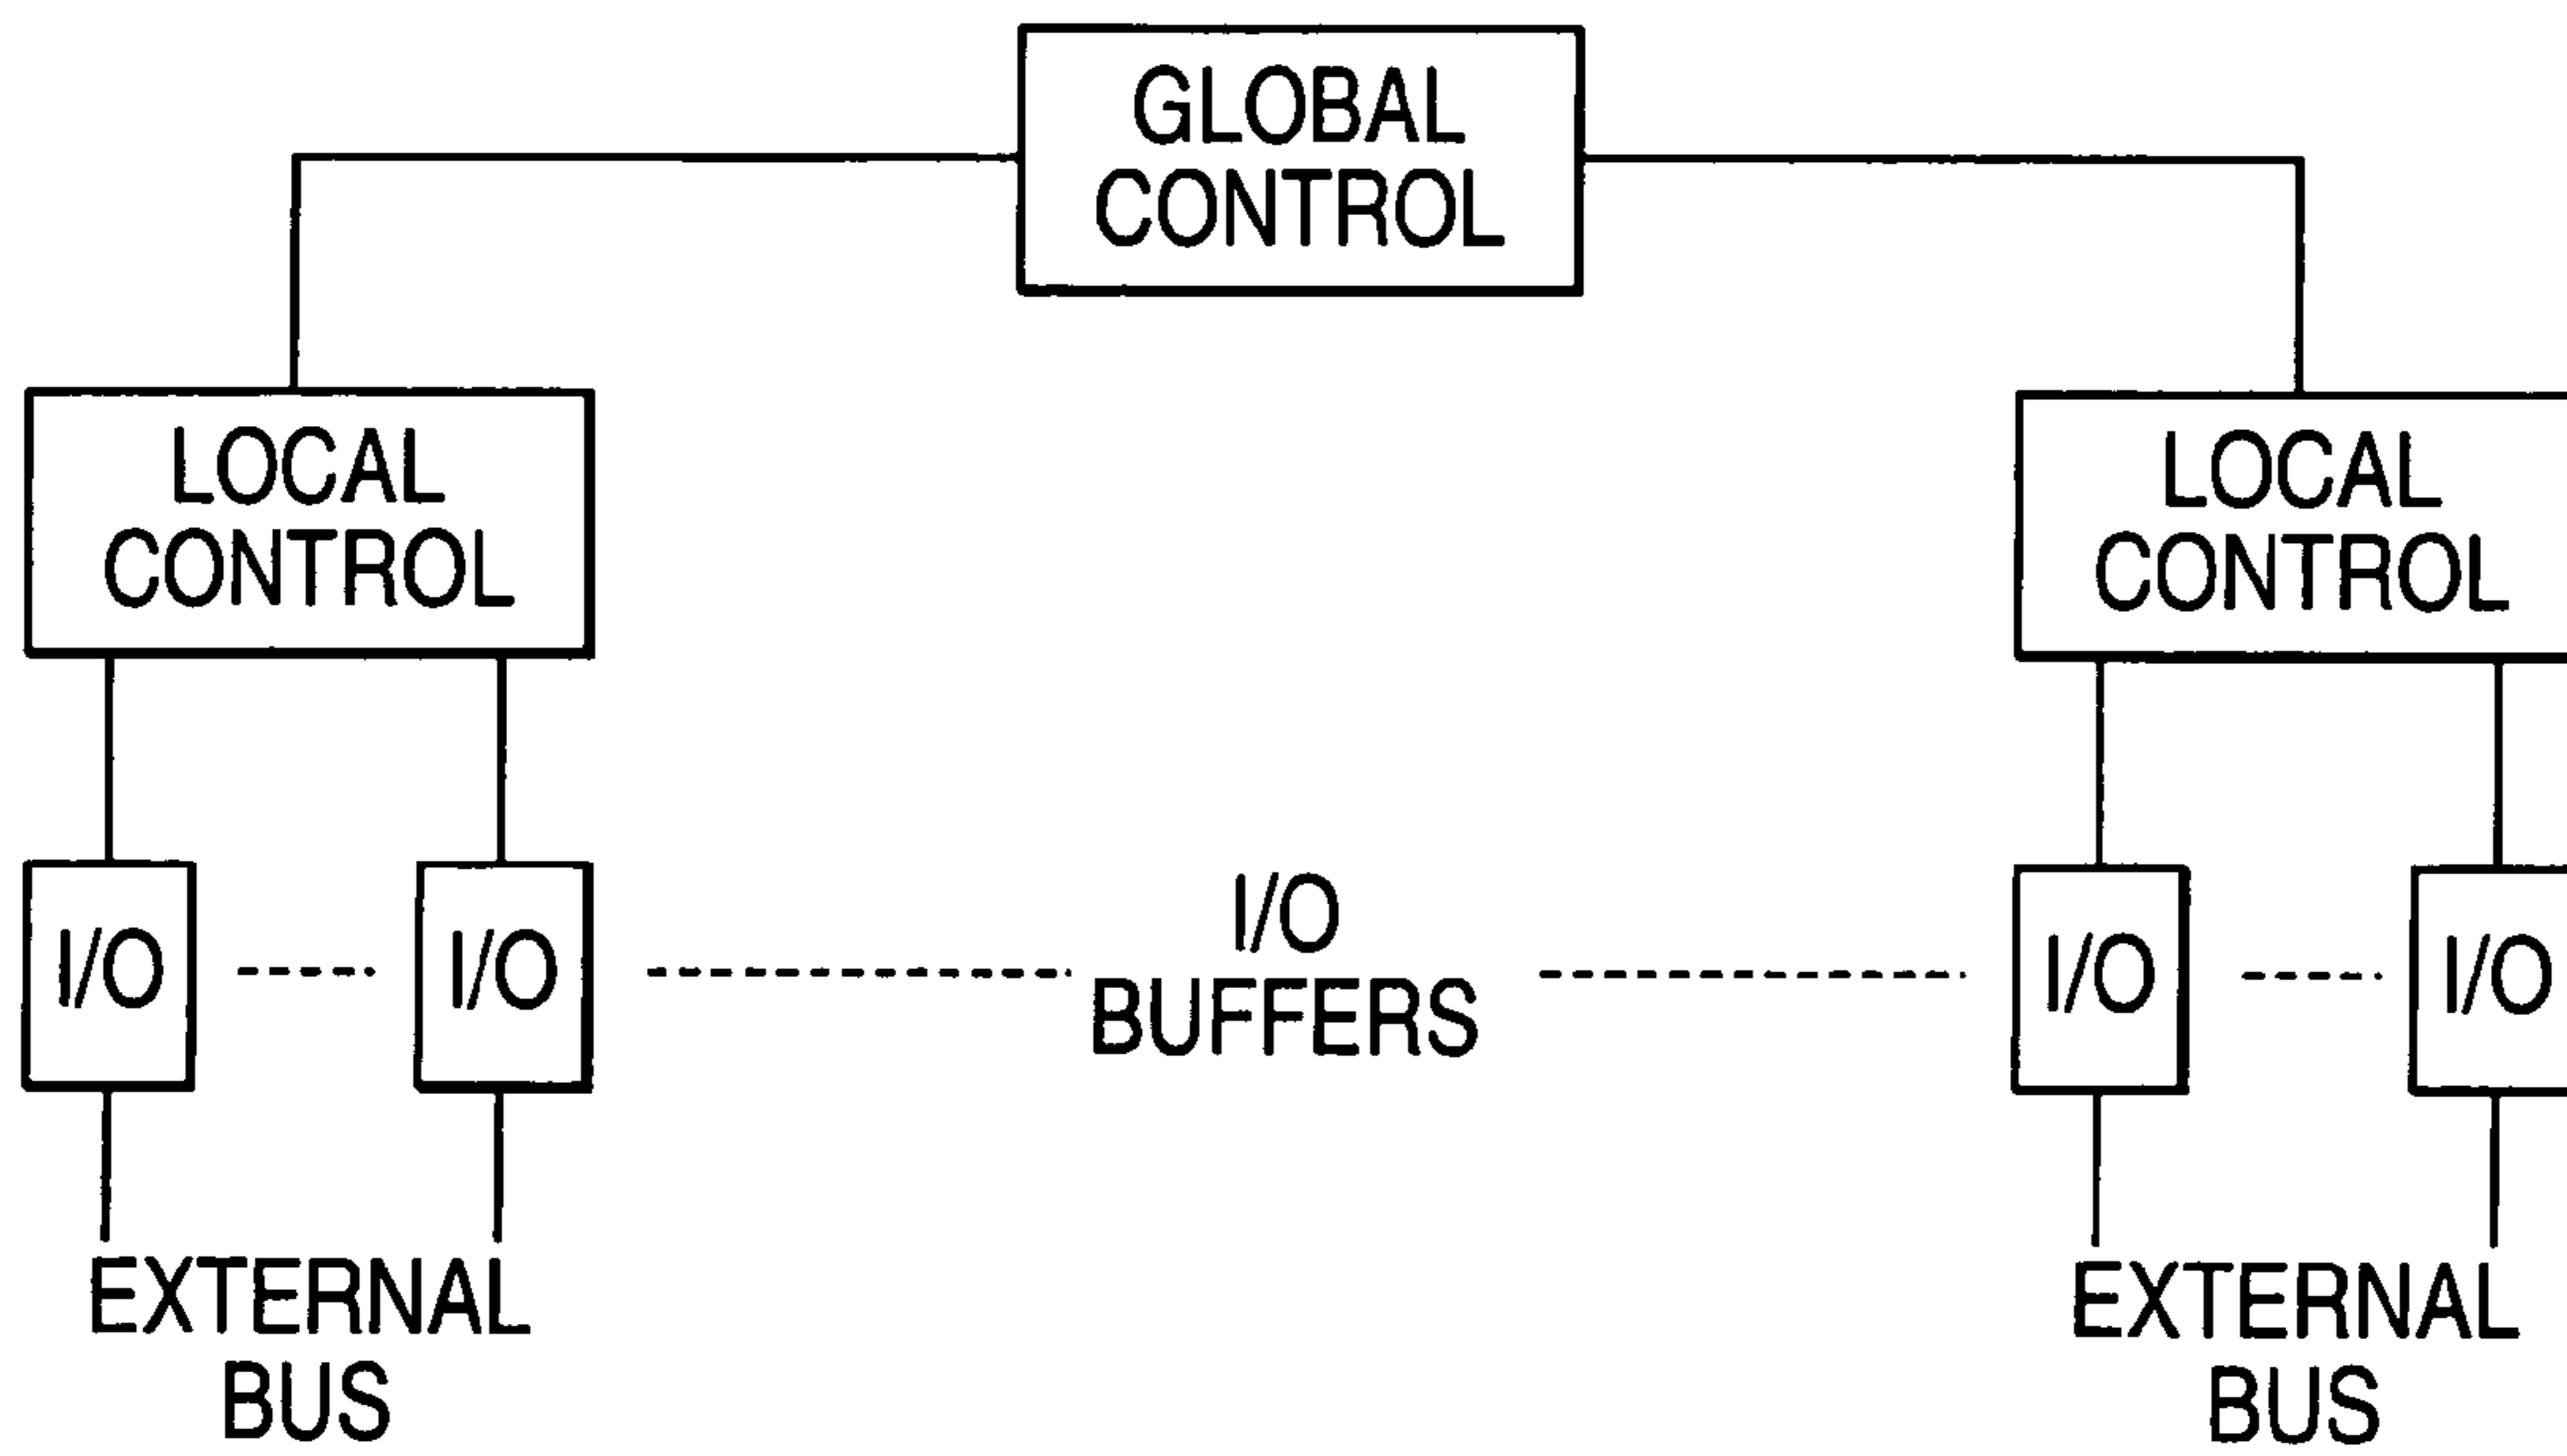 GLOBAL
CONTROL
LOCAL
CONTROL
LOCAL
CONTROL
I/O
I/O
I/O
BUFFERS
I/O
I/O
EXTERNAL
BUS
EXTERNAL
BUS